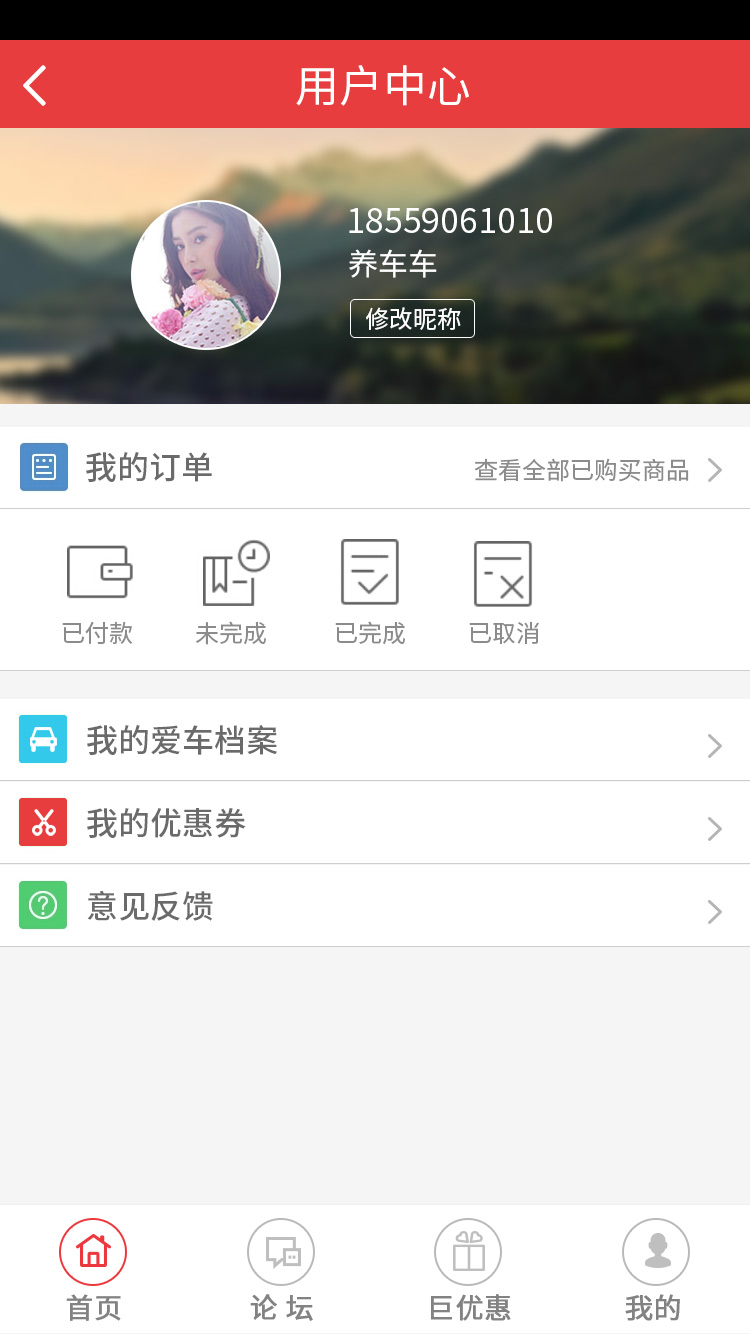 用户中心
18559061010
养车车
修改昵称
我的订单 查看全部已购买商品
已付款 未完成 已完成 已取消
我的爱车档案
我的优惠券
意见反馈
首页 论 坛 巨优惠 我的